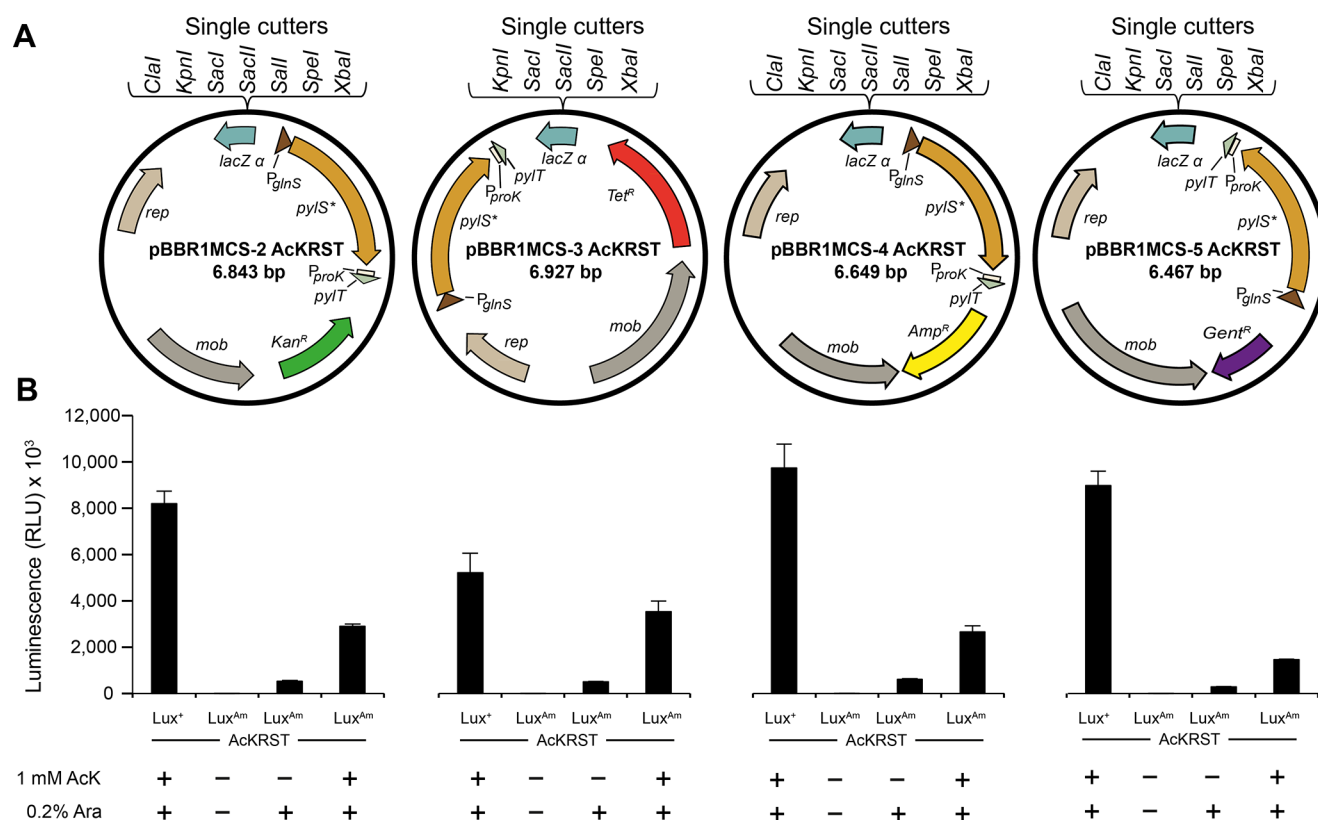 A
Single cutters
ClaI KpnI SacI SacII SalI SpeI XbaI
lacZ α
PglnS
rep
pylS*
pBBR1MCS-2 AcKRST
6.843 bp
PproK
pylT
KanR
mob
Single cutters
KpnI SacI SacII SpeI XbaI
lacZ α
pylT
PproK
TetR
pylS*
pBBR1MCS-3 AcKRST
6.927 bp
PglnS
mob
rep
Single cutters
ClaI KpnI SacI SacII SalI SpeI XbaI
lacZ α
PglnS
rep
pylS*
pBBR1MCS-4 AcKRST
6.649 bp
PproK
pylT
AmpR
mob
Single cutters
ClaI KpnI SacI SacII SalI SpeI XbaI
lacZ α
pylT
PproK
rep
pylS*
pBBR1MCS-5 AcKRST
6.467 bp
PglnS
GentR
mob
B
Luminescence (RLU) x 10³
12,000
10,000
8,000
6,000
4,000
2,000
0
Lux⁺ LuxAm LuxAm LuxAm
AcKRST
Lux⁺ LuxAm LuxAm LuxAm
AcKRST
Lux⁺ LuxAm LuxAm LuxAm
AcKRST
Lux⁺ LuxAm LuxAm LuxAm
AcKRST
1 mM AcK + − − + + − − + + − − + + − − +
0.2% Ara + − + + + − + + + − + + + − + +